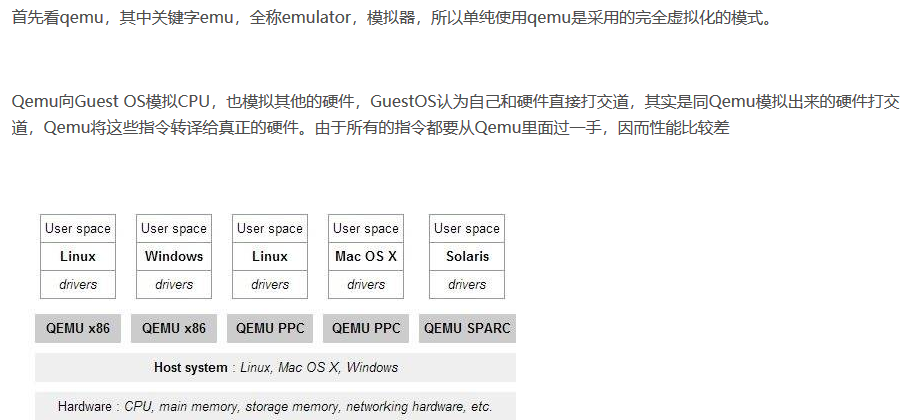 首先看qemu，其中关键字emu，全称emulator，模拟器，所以单纯使用qemu是采用的完全虚拟化的模式。
Qemu向Guest OS模拟CPU，也模拟其他的硬件，GuestOS认为自己和硬件直接打交道，其实是同Qemu模拟出来的硬件打交
道，Qemu将这些指令转译给真正的硬件。由于所有的指令都要从Qemu里面过一手，因而性能比较差
User space User space User space User space User space
Linux Windows Linux Mac OS X Solaris
drivers drivers drivers drivers drivers
QEMU x86 QEMU x86 QEMU PPC QEMU PPC QEMU SPARC
Host system : Linux, Mac OS X, Windows
Hardware : CPU, main memory, storage memory, networking hardware, etc.